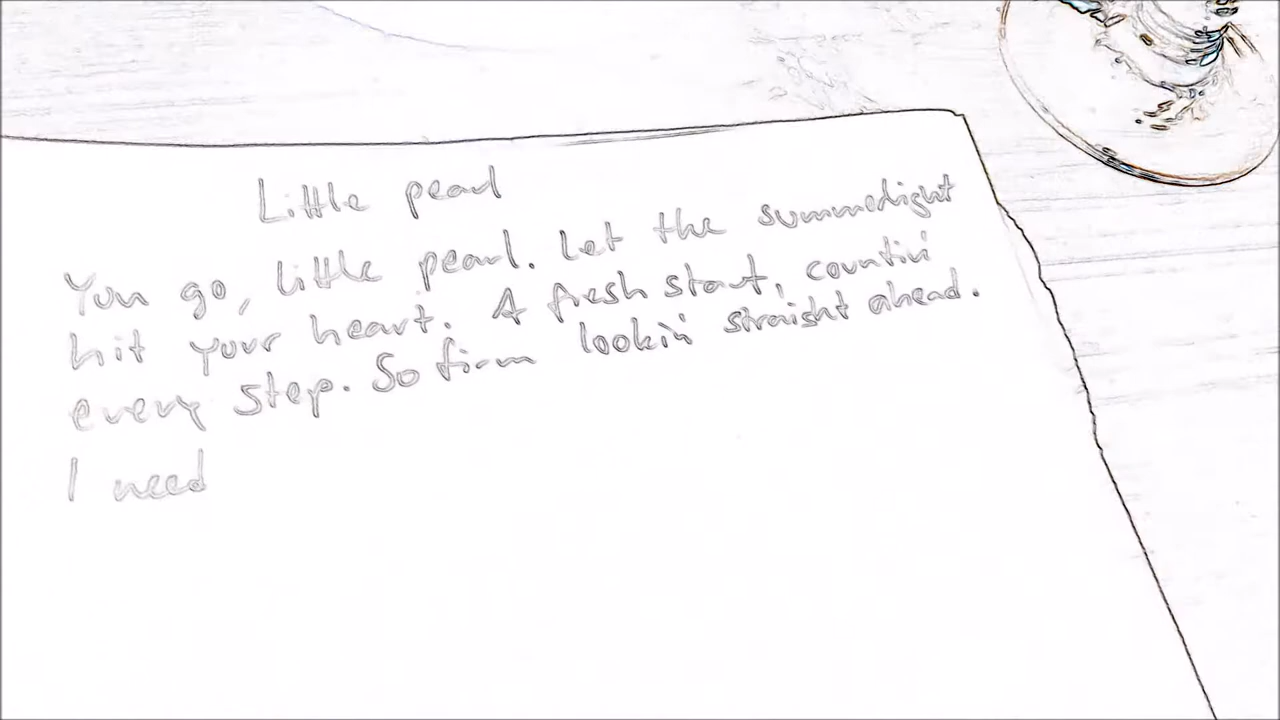 Little pearl
You go, little pearl. Let the summerlight
hit your heart. A fresh start, countin'
every step. So firm lookin' straight ahead.
I need